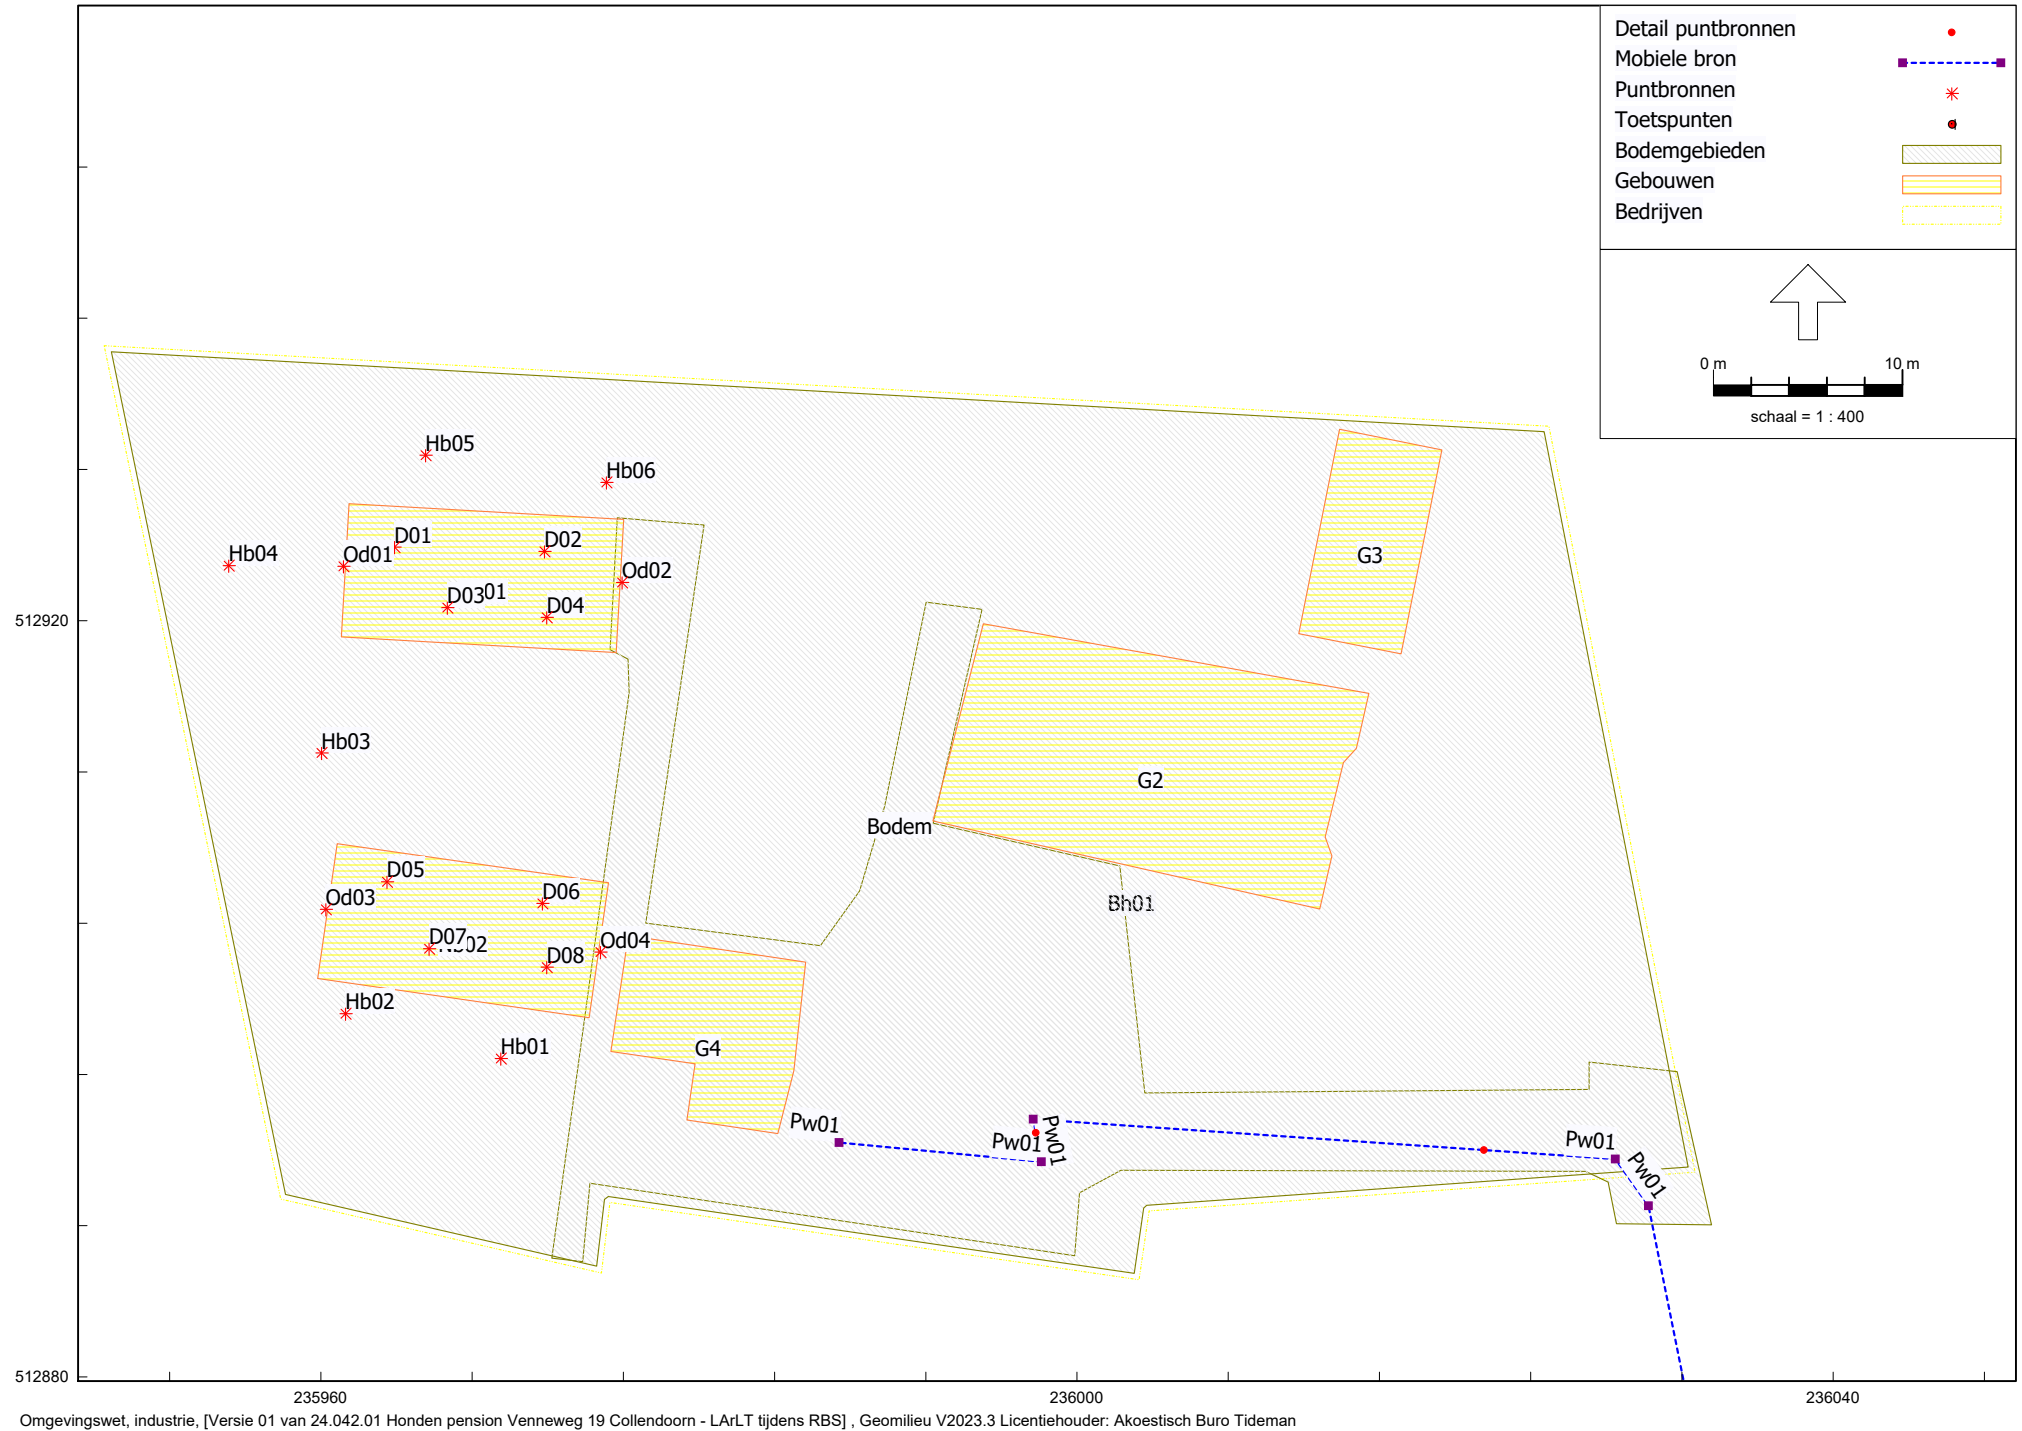 Detail puntbronnen
Mobiele bron
Puntbronnen
Toetspunten
Bodemgebieden
Gebouwen
Bedrijven
0 m 10 m
schaal = 1 : 400
Hb05
Hb06
D01
D02
Hb04
Od01
Od02
D03 01
D04
G3
512920
Hb03
G2
Bodem
D05
D06
Od03
Bh01
D07 02
Od04
D08
Hb02
Hb01
G4
Pw01
Pw01
Pw01
Pw01
Pw01
512880
235960 236000 236040
Omgevingswet, industrie, [Versie 01 van 24.042.01 Honden pension Venneweg 19 Collendoorn - LArLT tijdens RBS] , Geomilieu V2023.3 Licentiehouder: Akoestisch Buro Tideman